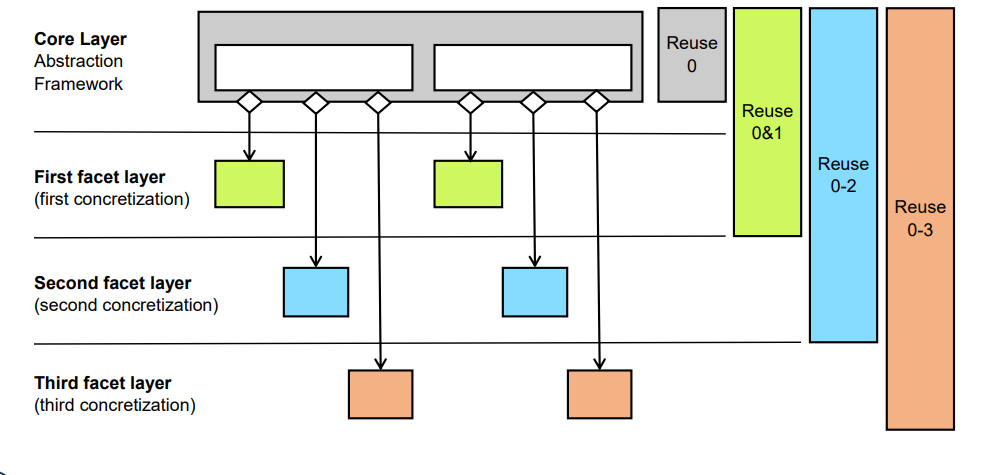 Core Layer
Abstraction
Framework
Reuse
0
Reuse
0&1
Reuse
0-2
Reuse
0-3
First facet layer
(first concretization)
Second facet layer
(second concretization)
Third facet layer
(third concretization)